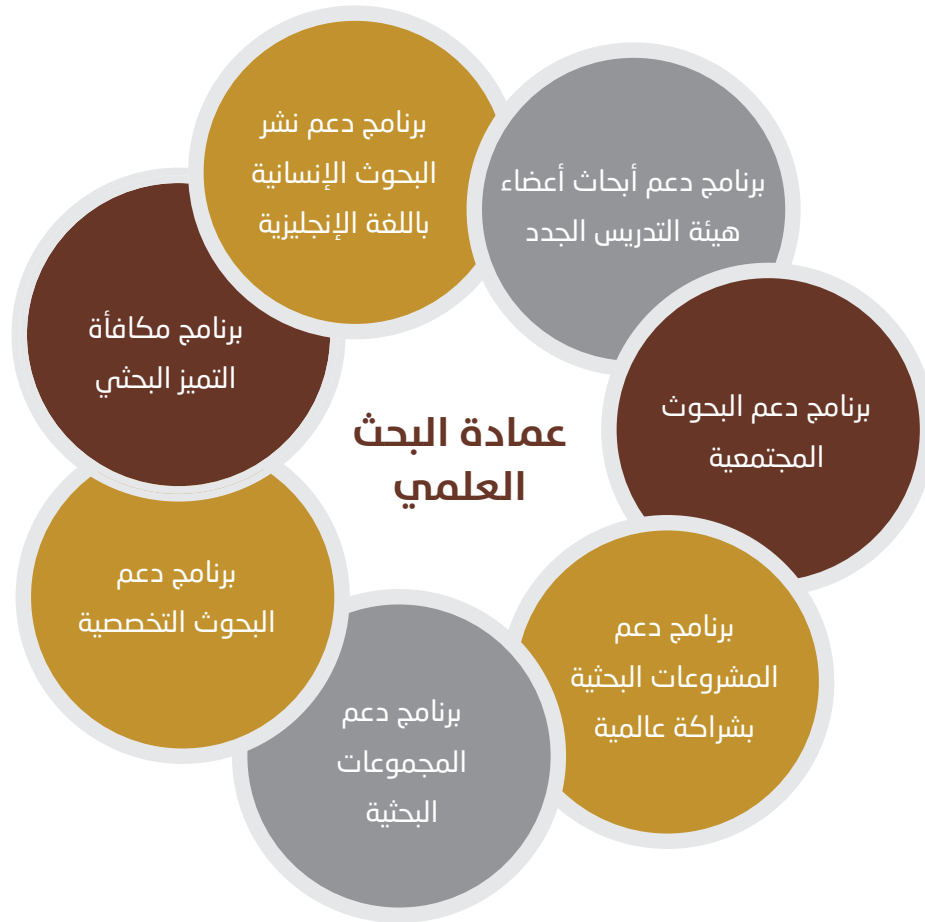 برنامج دعم نشر
البحوث الإنسانية
باللغة الإنجليزية
برنامج دعم أبحاث أعضاء
هيئة التدريس الجدد
برنامج مكافأة
التميز البحثي
برنامج دعم البحوث
المجتمعية
عمادة البحث
العلمي
برنامج دعم
البحوث التخصصية
برنامج دعم
المشروعات البحثية
بشراكة عالمية
برنامج دعم
المجموعات
البحثية